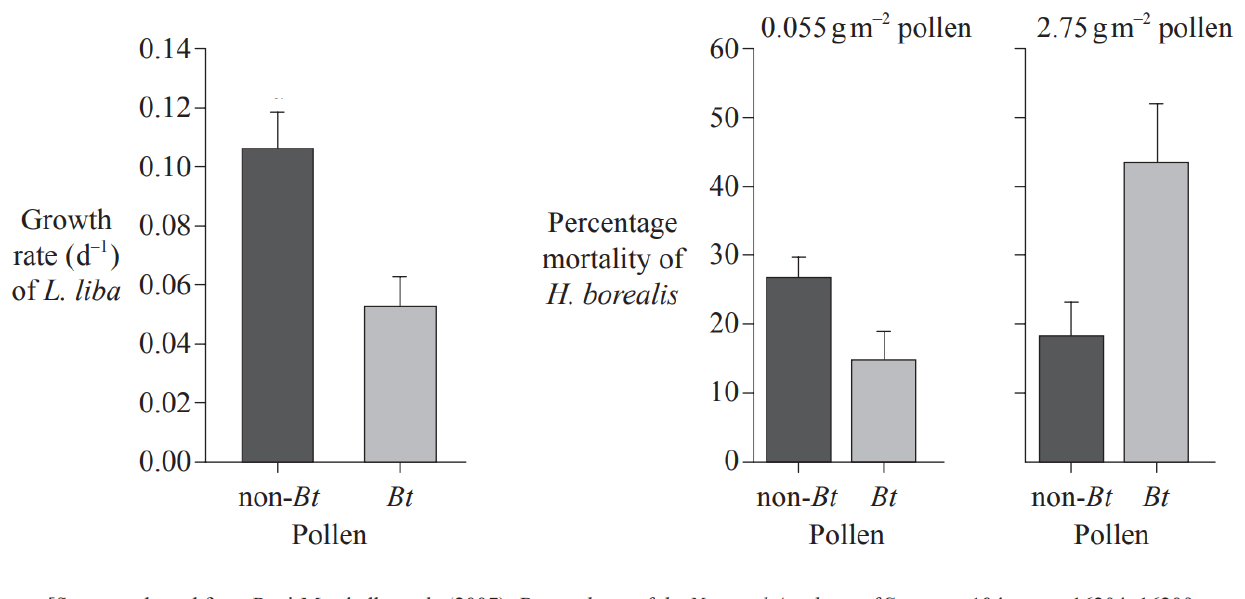 0.14
0.12
0.10
0.08
0.06
0.04
0.02
0.00
Growth
rate (d⁻¹)
of L. liba
non-Bt Bt
Pollen
0.055 g m⁻² pollen
60
50
40
30
20
10
0
Percentage
mortality of
H. borealis
non-Bt Bt
Pollen
2.75 g m⁻² pollen
non-Bt Bt
Pollen